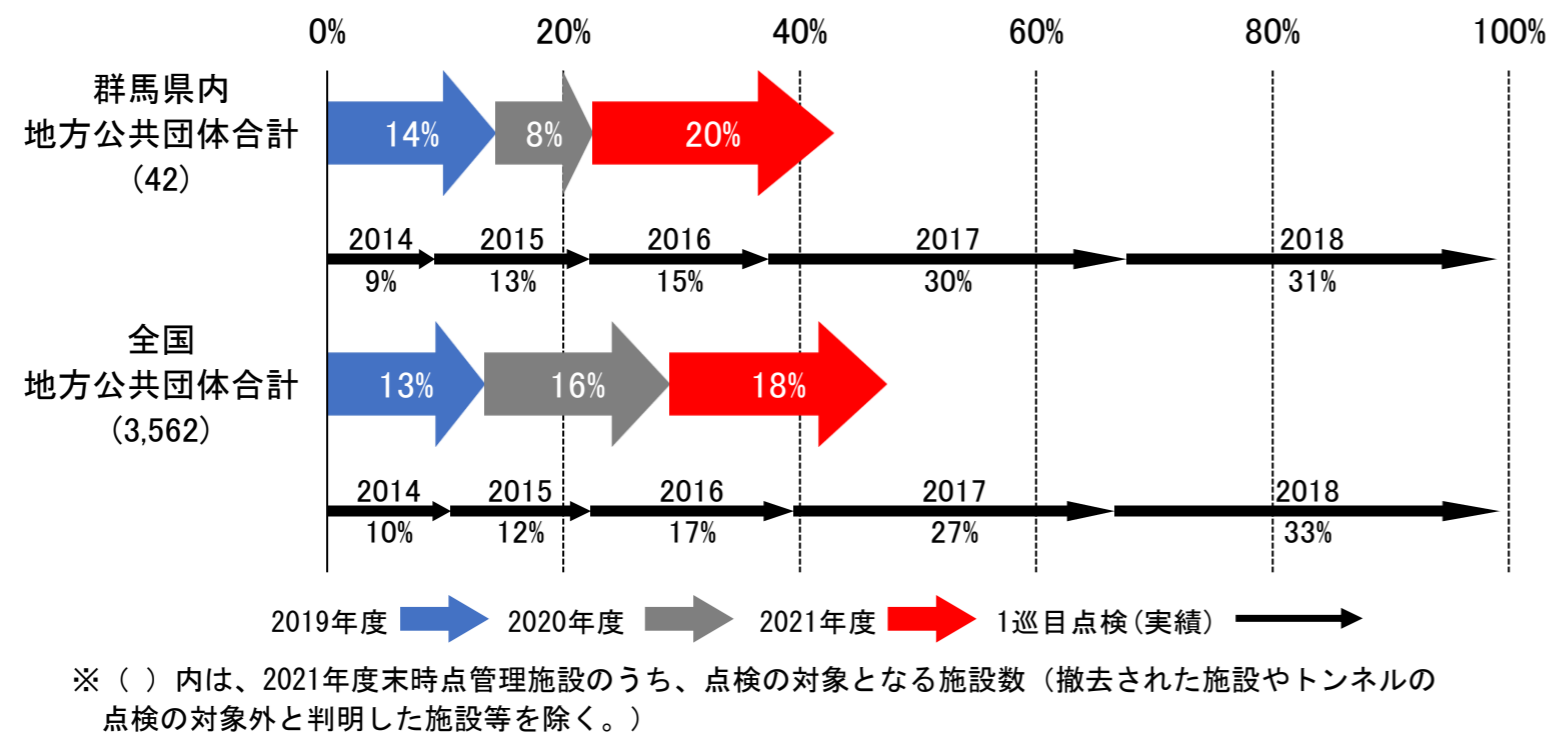 0% 20% 40% 60% 80% 100%
群馬県内
地方公共団体合計
(42)
14% 8% 20%
2014 2015 2016 2017 2018
9% 13% 15% 30% 31%
全国
地方公共団体合計
(3,562)
13% 16% 18%
2014 2015 2016 2017 2018
10% 12% 17% 27% 33%
2019年度 2020年度 2021年度 1巡目点検(実績)
※（ ）内は、2021年度末時点管理施設のうち、点検の対象となる施設数（撤去された施設やトンネルの
点検の対象外と判明した施設等を除く。）